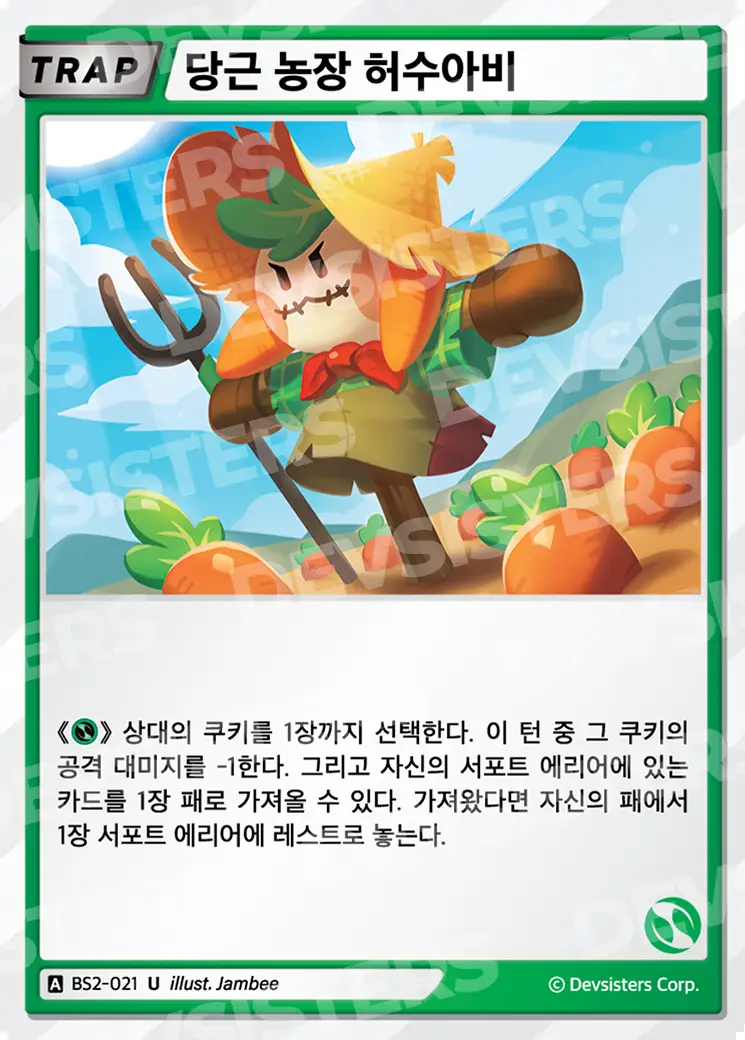 TRAP 당근 농장 허수아비
《 》 상대의 쿠키를 1장까지 선택한다. 이 턴 중 그 쿠키의
공격 대미지를 -1한다. 그리고 자신의 서포트 에리어에 있는
카드를 1장 패로 가져올 수 있다. 가져왔다면 자신의 패에서
1장 서포트 에리어에 레스트로 놓는다.
A BS2-021 U illust. Jambee
© Devsisters Corp.
DEVSISTERS